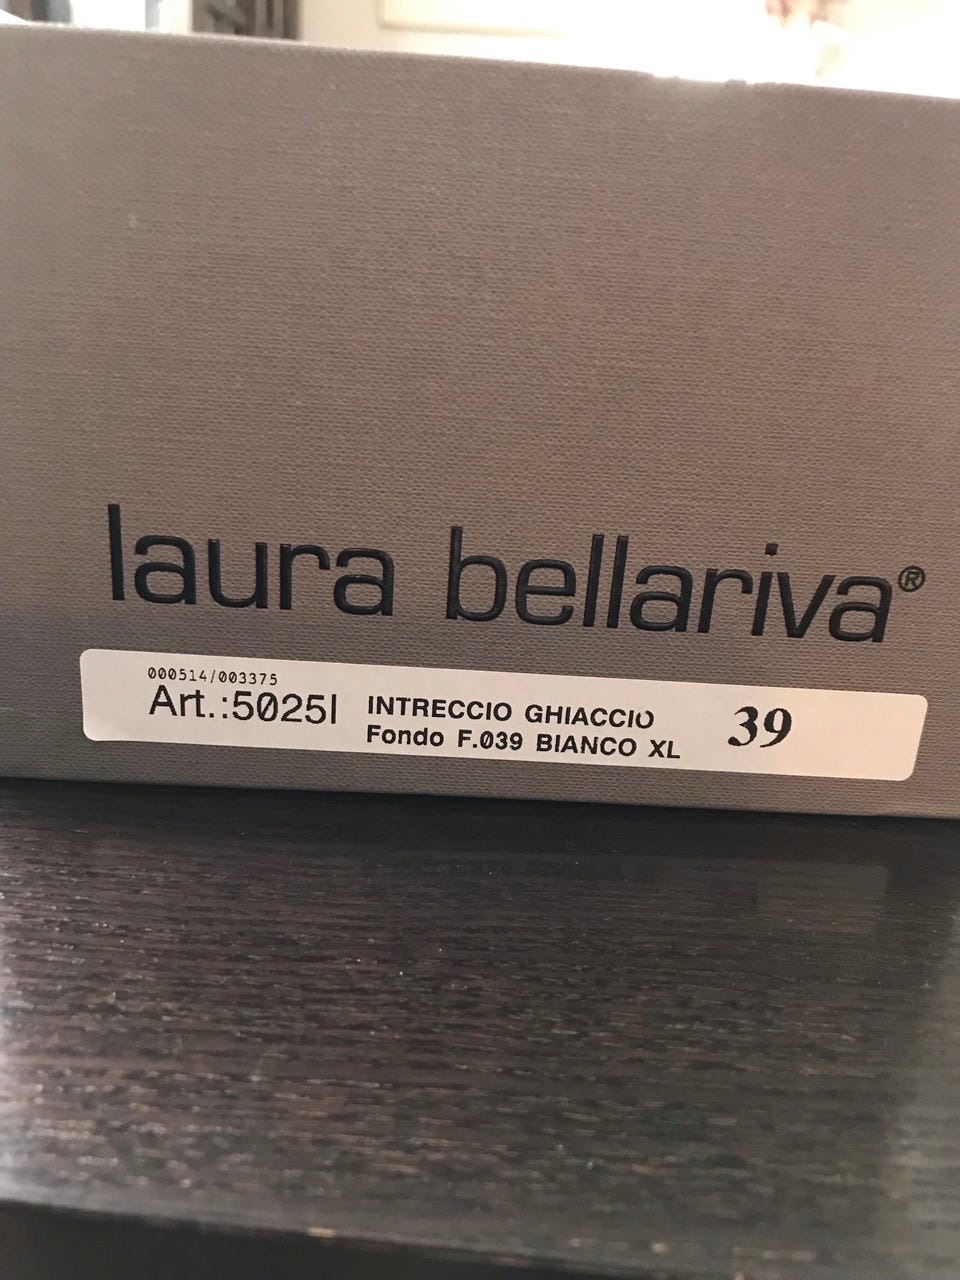 laura bellariva®
000514/003375
Art.:5025I
INTRECCIO GHIACCIO
Fondo F.039 BIANCO XL
39